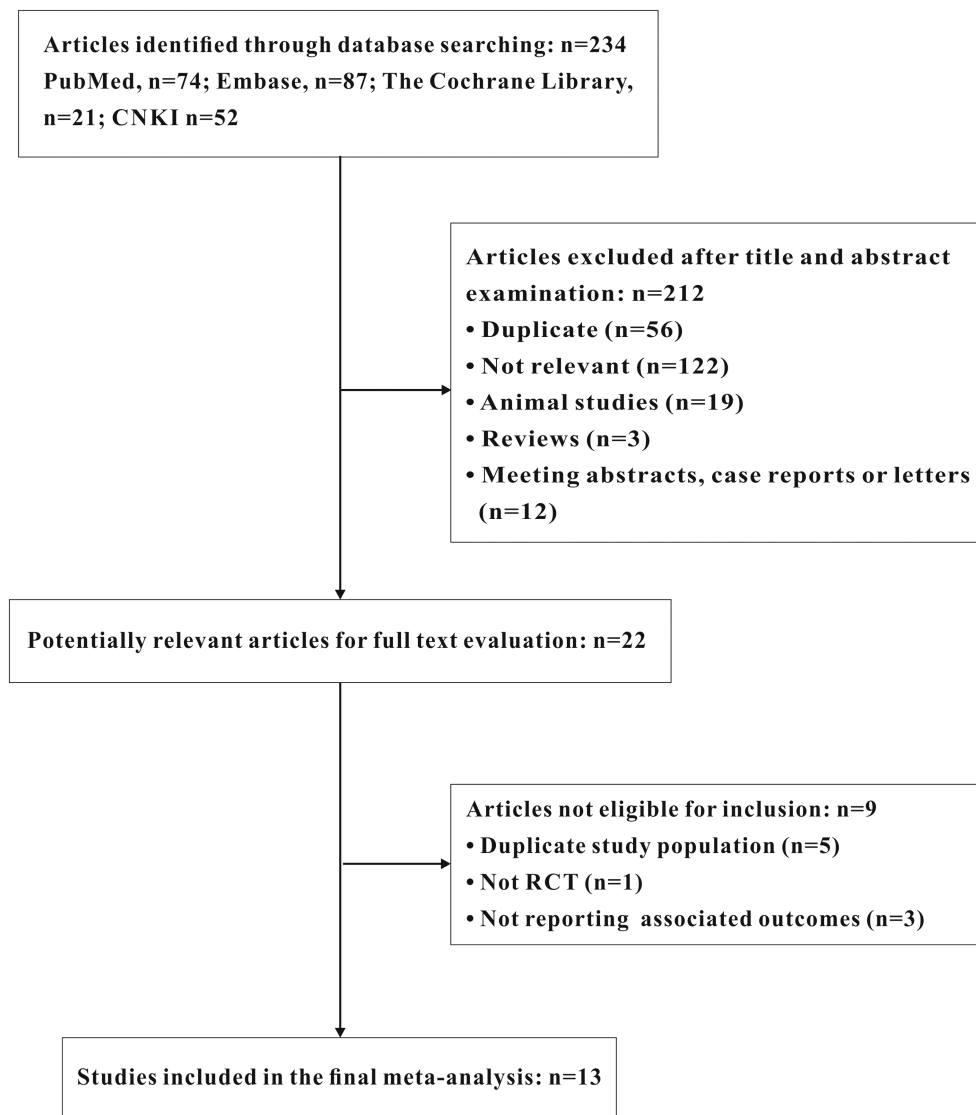 Articles identified through database searching: n=234
PubMed, n=74; Embase, n=87; The Cochrane Library,
n=21; CNKI n=52
Articles excluded after title and abstract
examination: n=212
• Duplicate (n=56)
• Not relevant (n=122)
• Animal studies (n=19)
• Reviews (n=3)
• Meeting abstracts, case reports or letters
(n=12)
Potentially relevant articles for full text evaluation: n=22
Articles not eligible for inclusion: n=9
• Duplicate study population (n=5)
• Not RCT (n=1)
• Not reporting associated outcomes (n=3)
Studies included in the final meta-analysis: n=13